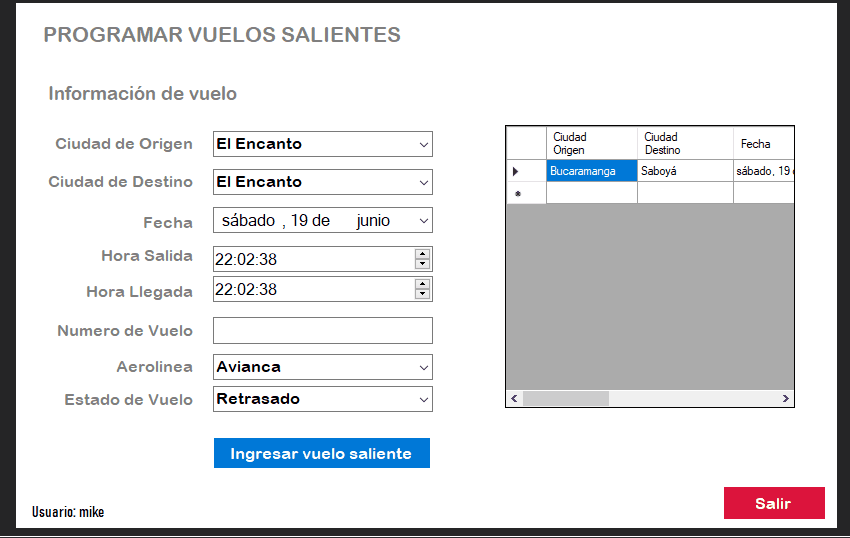 PROGRAMAR VUELOS SALIENTES
Información de vuelo
Ciudad de Origen
El Encanto
Ciudad de Destino
El Encanto
Fecha
sábado , 19 de junio
Hora Salida
22:02:38
Hora Llegada
22:02:38
Numero de Vuelo
Aerolinea
Avianca
Estado de Vuelo
Retrasado
Ingresar vuelo saliente
Ciudad
Origen
Ciudad
Destino
Fecha
Bucaramanga
Saboyá
sábado, 19
Salir
Usuario: mike